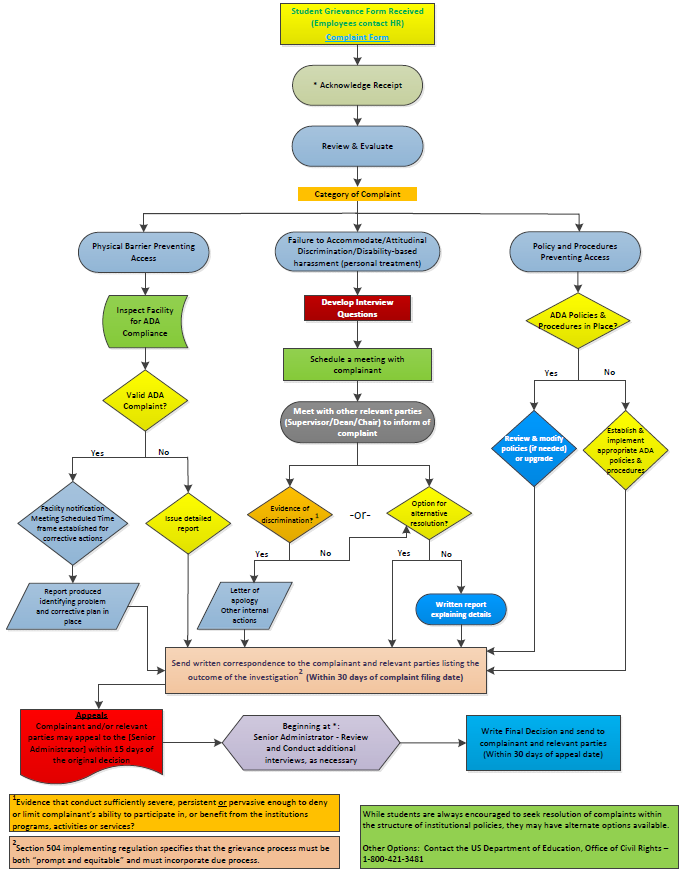 Student Grievance Form Received
(Employees contact HR)
Complaint Form
* Acknowledge Receipt
Review & Evaluate
Category of Complaint
Physical Barrier Preventing
Access
Failure to Accommodate/Attitudinal
Discrimination/Disability-based
harassment (personal treatment)
Policy and Procedures
Preventing Access
Inspect Facility
for ADA
Compliance
Develop Interview
Questions
ADA Policies &
Procedures in Place?
Schedule a meeting with
complainant
Yes
No
Valid ADA
Complaint?
Meet with other relevant parties
(Supervisor/Dean/Chair) to inform of
complaint
Review & modify
policies (if needed)
or upgrade
Establish &
implement
appropriate ADA
policies &
procedures
Yes
No
Facility notification
Meeting Scheduled Time
frame established for
corrective actions
Issue detailed
report
Evidence of
discrimination? 1
-or-
Option for
alternative
resolution?
Yes
No
Yes
No
Report produced
identifying problem
and corrective plan in
place
Letter of
apology
Other internal
actions
Written report
explaining details
Send written correspondence to the complainant and relevant parties listing the
outcome of the investigation2 (Within 30 days of complaint filing date)
Appeals
Complainant and/or relevant
parties may appeal to the [Senior
Administrator] within 15 days of
the original decision
Beginning at *:
Senior Administrator - Review
and Conduct additional
interviews, as necessary
Write Final Decision and send to
complainant and relevant parties
(Within 30 days of appeal date)
1Evidence that conduct sufficiently severe, persistent or pervasive enough to deny
or limit complainant's ability to participate in, or benefit from the institutions
programs, activities or services?
2Section 504 implementing regulation specifies that the grievance process must be
both "prompt and equitable" and must incorporate due process.
While students are always encouraged to seek resolution of complaints within
the structure of institutional policies, they may have alternate options available.
Other Options: Contact the US Department of Education, Office of Civil Rights –
1-800-421-3481